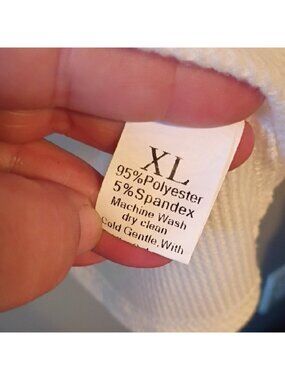 XL
95%Polyester
5%Spandex
Machine Wash
dry clean
Cold Gentle,With